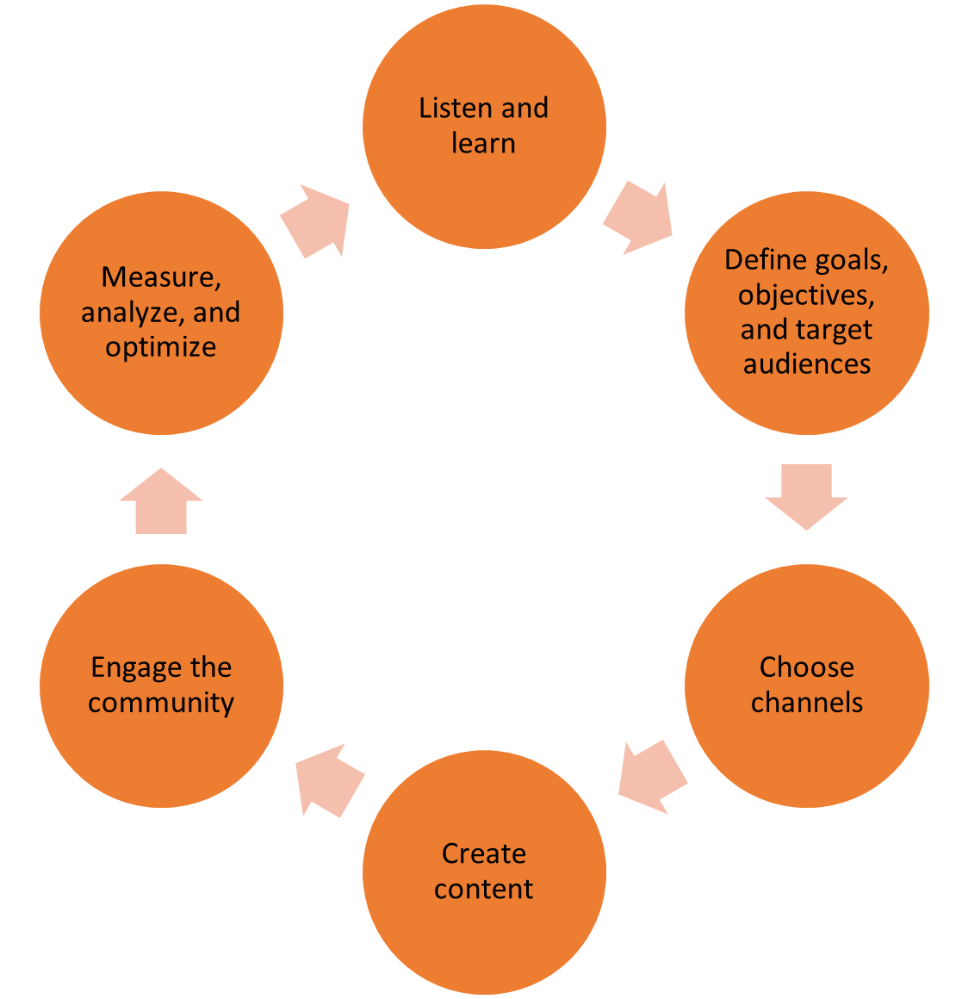 Listen and
learn
Define goals,
objectives,
and target
audiences
Choose
channels
Create
content
Engage the
community
Measure,
analyze, and
optimize